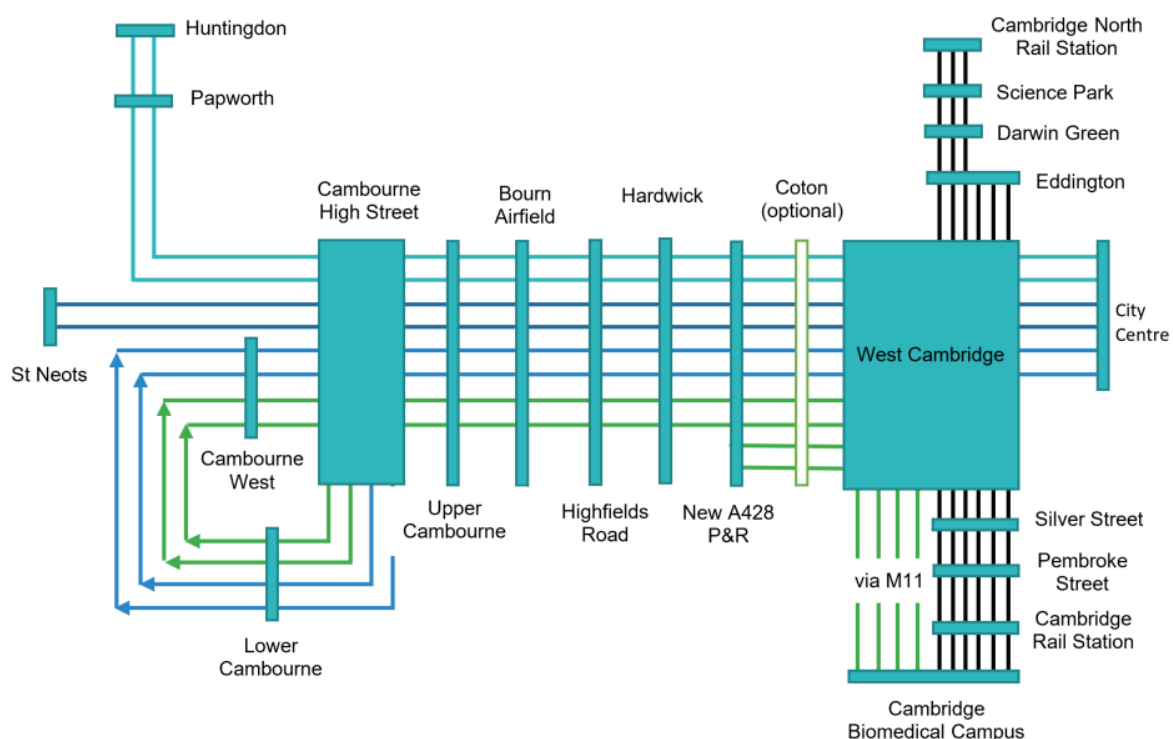 Huntingdon
Papworth
Cambridge North
Rail Station
Science Park
Darwin Green
Eddington
Cambourne
High Street
Bourn
Airfield
Hardwick
Coton
(optional)
St Neots
West Cambridge
City
Centre
Cambourne
West
Upper
Cambourne
Highfields
Road
New A428
P&R
Lower
Cambourne
via M11
Silver Street
Pembroke
Street
Cambridge
Rail Station
Cambridge
Biomedical Campus